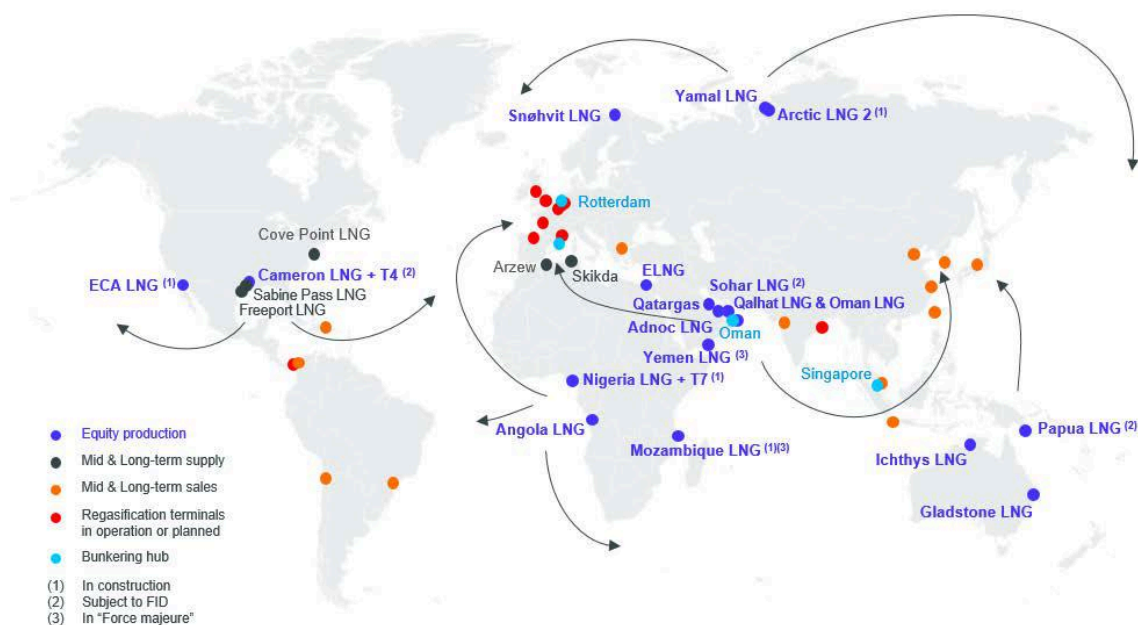 Yamal LNG
Snøhvit LNG
Arctic LNG 2 (1)
Rotterdam
Cove Point LNG
Arzew
Skikda
ELNG
ECA LNG (1)
Cameron LNG + T4 (2)
Sabine Pass LNG
Freeport LNG
Sohar LNG (2)
Qatargas
Qalhat LNG & Oman LNG
Adnoc LNG
Oman
Yemen LNG (3)
Singapore
Nigeria LNG + T7 (1)
Angola LNG
Mozambique LNG (1)(3)
Papua LNG (2)
Ichthys LNG
Gladstone LNG
Equity production
Mid & Long-term supply
Mid & Long-term sales
Regasification terminals
in operation or planned
Bunkering hub
(1) In construction
(2) Subject to FID
(3) In "Force majeure"